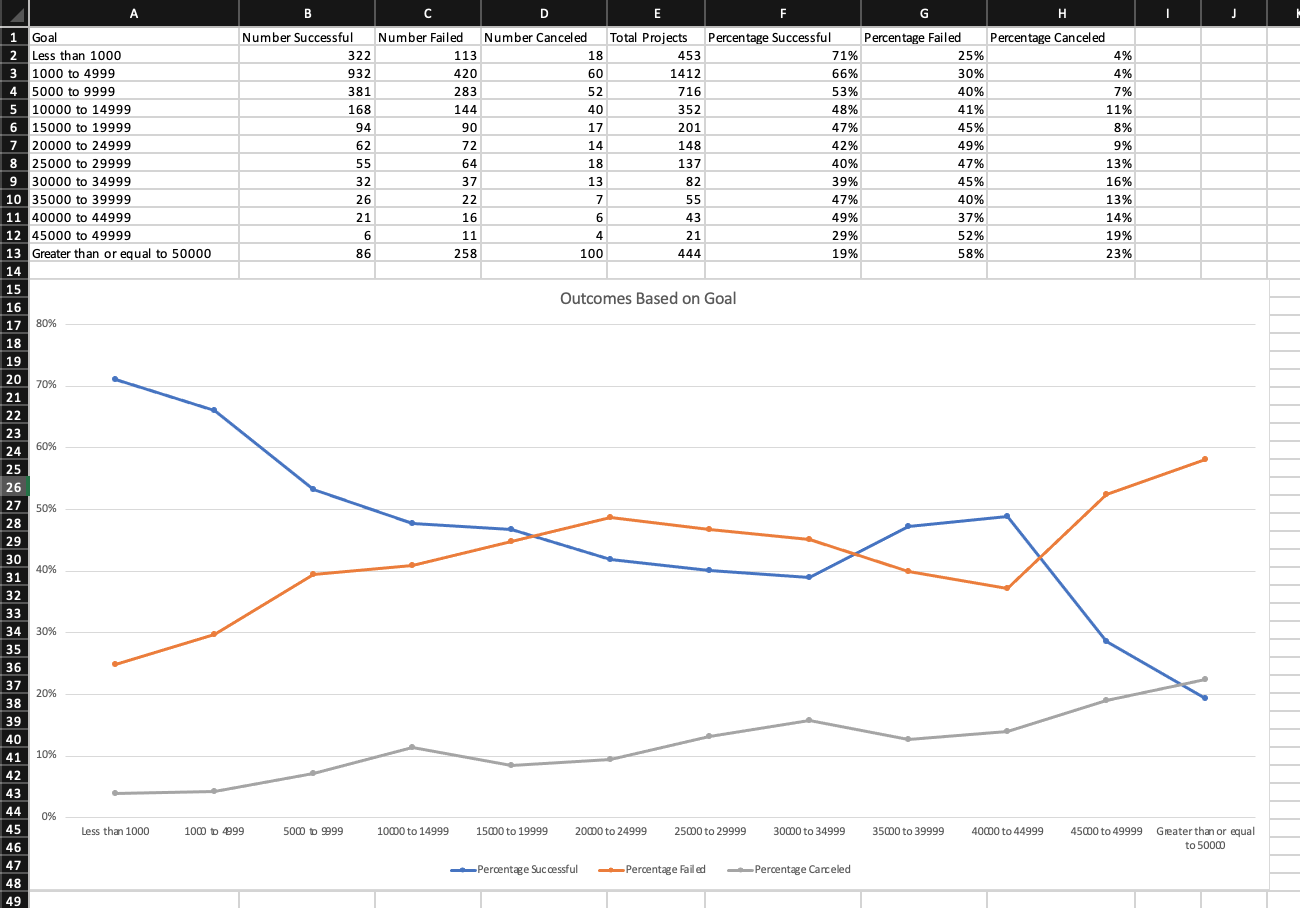 A B C D E F G H I J K
1 Goal Number Successful Number Failed Number Canceled Total Projects Percentage Successful Percentage Failed Percentage Canceled
2 Less than 1000 322 113 18 453 71% 25% 4%
3 1000 to 4999 932 420 60 1412 66% 30% 4%
4 5000 to 9999 381 283 52 716 53% 40% 7%
5 10000 to 14999 168 144 40 352 48% 41% 11%
6 15000 to 19999 94 90 17 201 47% 45% 8%
7 20000 to 24999 62 72 14 148 42% 49% 9%
8 25000 to 29999 55 64 18 137 40% 47% 13%
9 30000 to 34999 32 37 13 82 39% 45% 16%
10 35000 to 39999 26 22 7 55 47% 40% 13%
11 40000 to 44999 21 16 6 43 49% 37% 14%
12 45000 to 49999 6 11 4 21 29% 52% 19%
13 Greater than or equal to 50000 86 258 100 444 19% 58% 23%
14
15
16
17
18
19
20
21
22
23
24
25
26
27
28
29
30
31
32
33
34
35
36
37
38
39
40
41
42
43
44
45
46
47
48
49
Outcomes Based on Goal
80%
70%
60%
50%
40%
30%
20%
10%
0%
Less than 1000 1000 to 4999 5000 to 9999 10000 to 14999 15000 to 19999 20000 to 24999 25000 to 29999 30000 to 34999 35000 to 39999 40000 to 44999 45000 to 49999 Greater than or equal
to 50000
Percentage Successful Percentage Failed Percentage Canceled